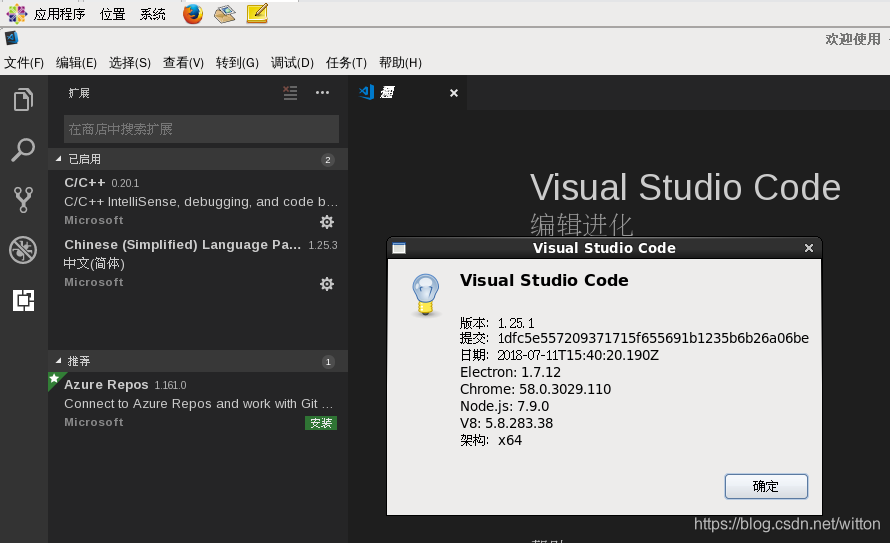 应用程序 位置 系统
欢迎使用 -
文件(F) 编辑(E) 选择(S) 查看(V) 转到(G) 调试(D) 任务(T) 帮助(H)
扩展
在商店中搜索扩展
已启用 2
C/C++ 0.20.1
C/C++ IntelliSense, debugging, and code b...
Microsoft
Chinese (Simplified) Language Pa... 1.25.3
中文(简体)
Microsoft
推荐 1
Azure Repos 1.161.0
Connect to Azure Repos and work with Git ...
Microsoft 安装
Visual Studio Code
编辑进化
Visual Studio Code
Visual Studio Code
版本: 1.25.1
提交: 1dfc5e557209371715f655691b1235b6b26a06be
日期: 2018-07-11T15:40:20.190Z
Electron: 1.7.12
Chrome: 58.0.3029.110
Node.js: 7.9.0
V8: 5.8.283.38
架构: x64
确定
https://blog.csdn.net/witton